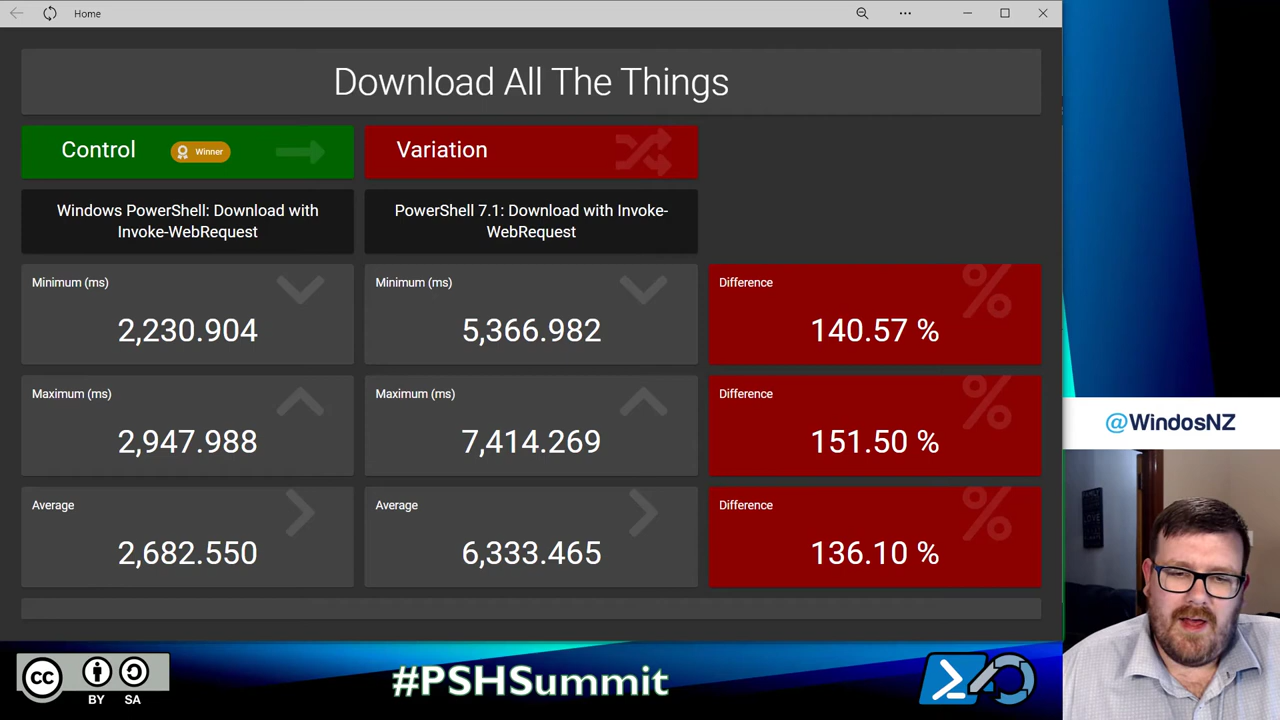 Home
Download All The Things
Control
Winner
Variation
Windows PowerShell: Download with
Invoke-WebRequest
PowerShell 7.1: Download with Invoke-
WebRequest
Minimum (ms)
2,230.904
Minimum (ms)
5,366.982
Difference
140.57 %
Maximum (ms)
2,947.988
Maximum (ms)
7,414.269
Difference
151.50 %
Average
2,682.550
Average
6,333.465
Difference
136.10 %
@WindosNZ
CC
BY
SA
#PSHSummit